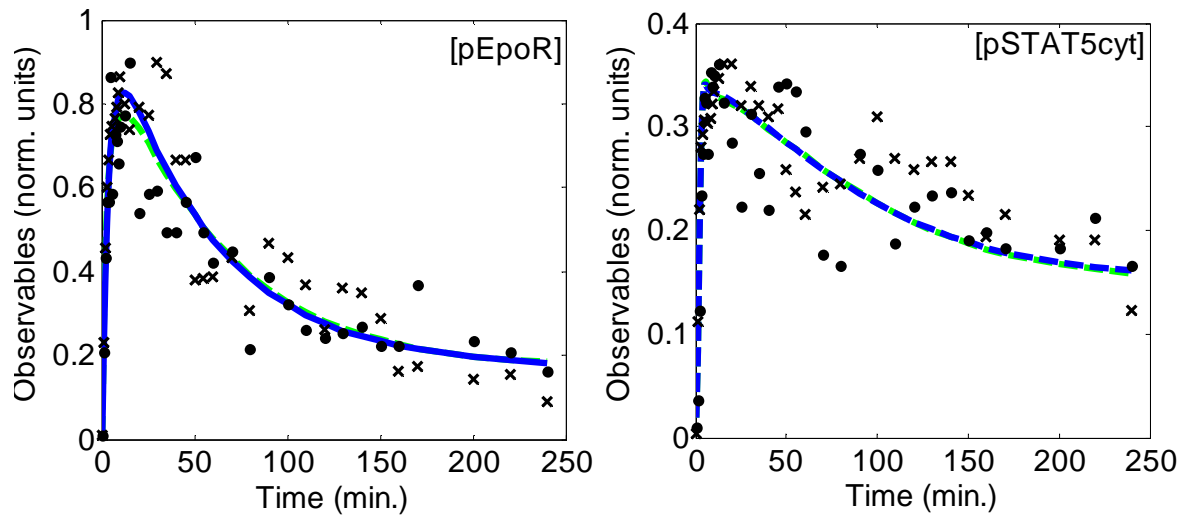 Observables (norm. units)
1
0.8
0.6
0.4
0.2
0
[pEpoR]
0 50 100 150 200 250
Time (min.)
Observables (norm. units)
0.4
0.3
0.2
0.1
0
[pSTAT5cyt]
0 50 100 150 200 250
Time (min.)